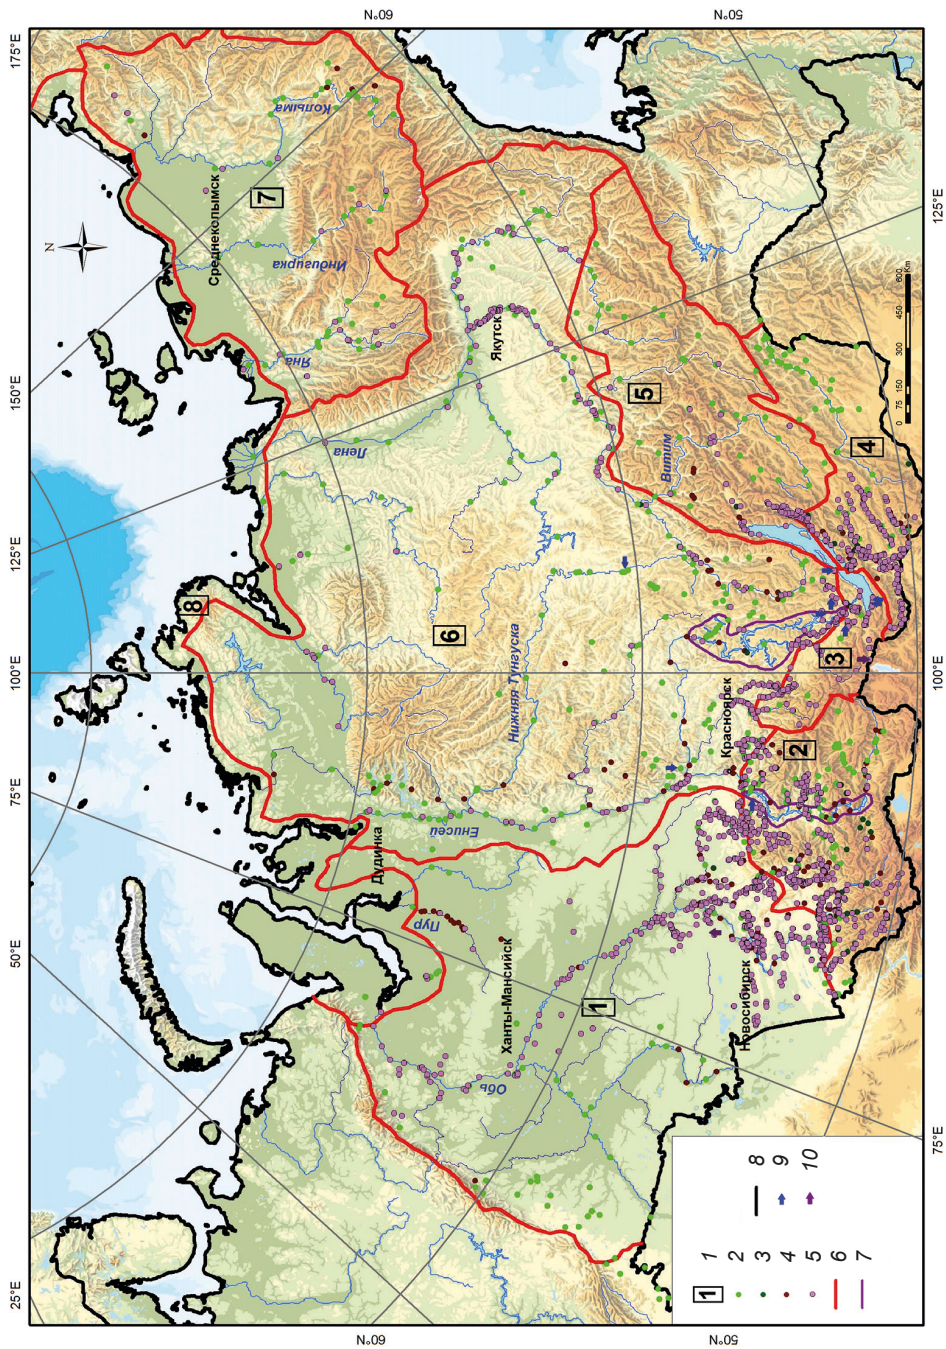 25°E
50°E
75°E
100°E
125°E
150°E
175°E
60°N
60°N
50°N
50°N
75°E
100°E
125°E
N
Обь
Пур
Енисей
Нижняя Тунгуска
Лена
Витим
Яна
Индигирка
Колыма
Ханты-Мансийск
Новосибирск
Дудинка
Красноярск
Якутск
Среднеколымск
1
2
3
4
5
6
7
8
0 75 150 300 450 600
Km
1 1
2
3
4
5
6
7
8
9
10